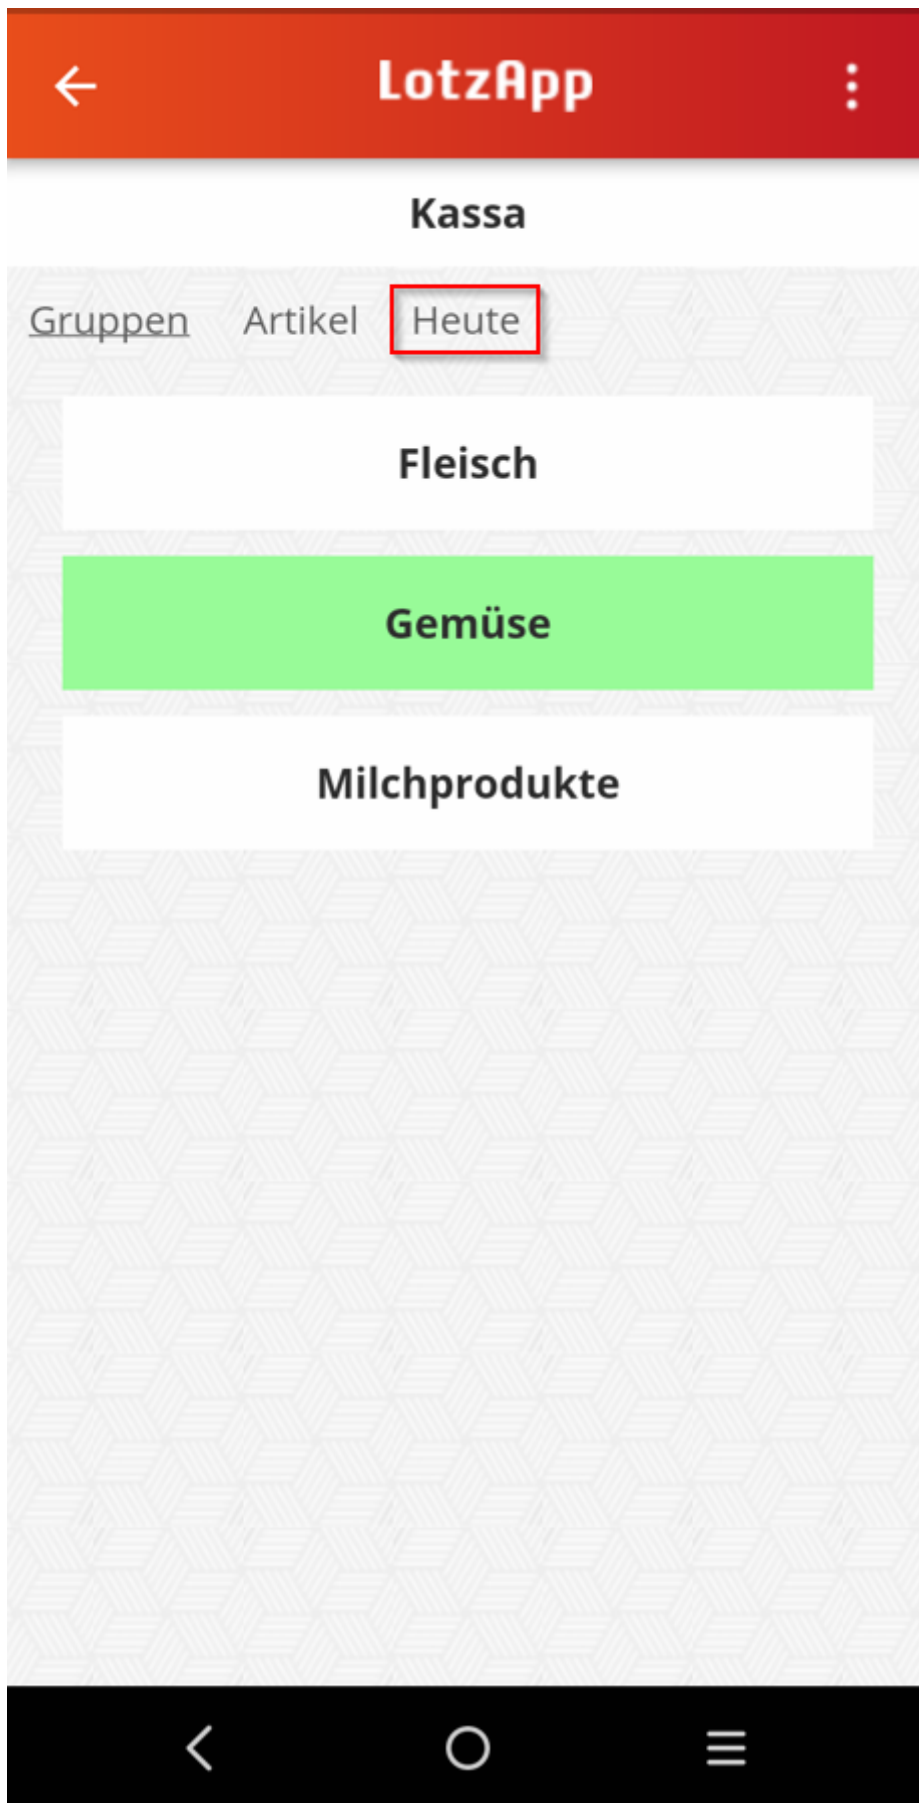 LotzApp
Kassa
Gruppen Artikel Heute
Fleisch
Gemüse
Milchprodukte